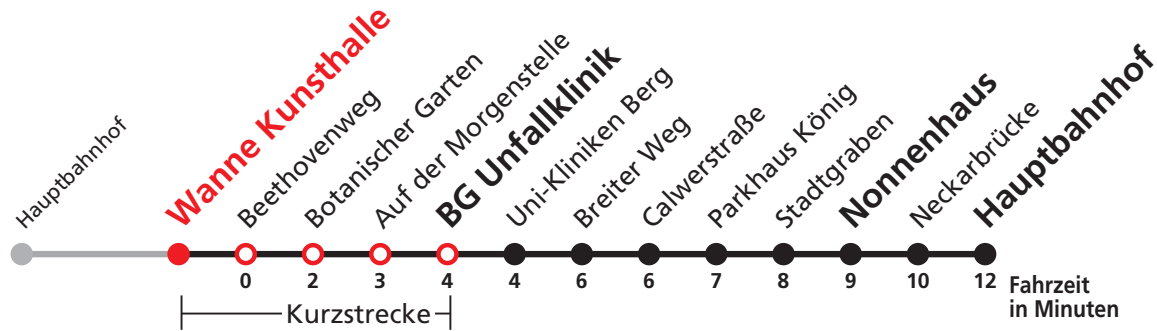 Hauptbahnhof
Wanne Kunsthalle
Beethovenweg
Botanischer Garten
Auf der Morgenstelle
BG Unfallklinik
Uni-Kliniken Berg
Breiter Weg
Calwerstraße
Parkhaus König
Stadtgraben
Nonnenhaus
Neckarbrücke
Hauptbahnhof
0 2 3 4 4 6 6 7 8 9 10 12 Fahrzeit
in Minuten
Kurzstrecke